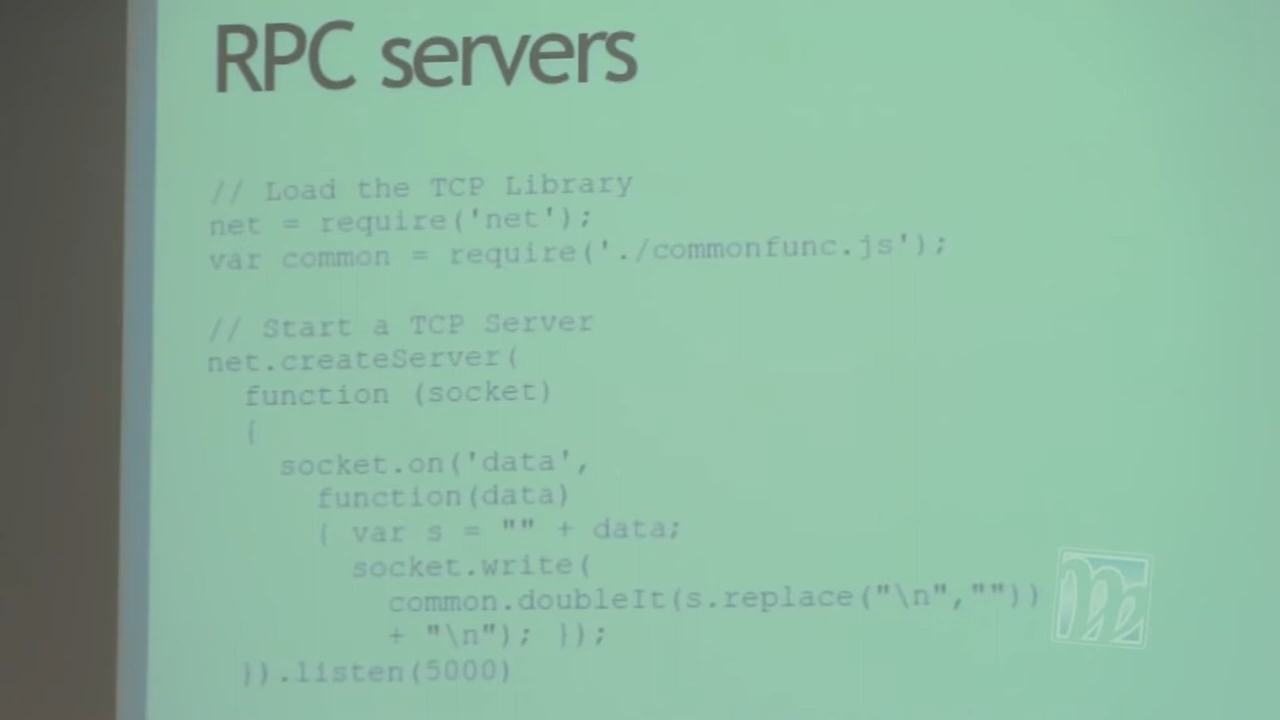 RPC servers
// Load the TCP Library
net = require('net');
var common = require('./commonfunc.js');
// Start a TCP Server
net.createServer(
function (socket)
{
socket.on('data',
function(data)
{ var s = "" + data;
socket.write(
common.doubleIt(s.replace("\n",""))
+ "\n"); });
}).listen(5000)